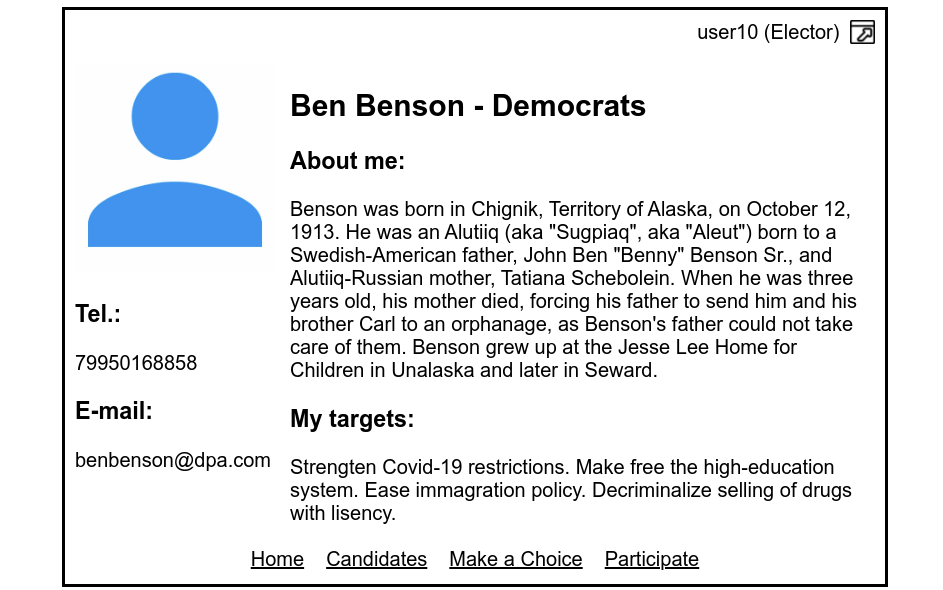 user10 (Elector)
Ben Benson - Democrats
About me:
Benson was born in Chignik, Territory of Alaska, on October 12,
1913. He was an Alutiiq (aka "Sugpiaq", aka "Aleut") born to a
Swedish-American father, John Ben "Benny" Benson Sr., and
Alutiiq-Russian mother, Tatiana Schebolein. When he was three
years old, his mother died, forcing his father to send him and his
brother Carl to an orphanage, as Benson's father could not take
care of them. Benson grew up at the Jesse Lee Home for
Children in Unalaska and later in Seward.
My targets:
Strengten Covid-19 restrictions. Make free the high-education
system. Ease immagration policy. Decriminalize selling of drugs
with lisency.
Tel.:
79950168858
E-mail:
benbenson@dpa.com
Home Candidates Make a Choice Participate